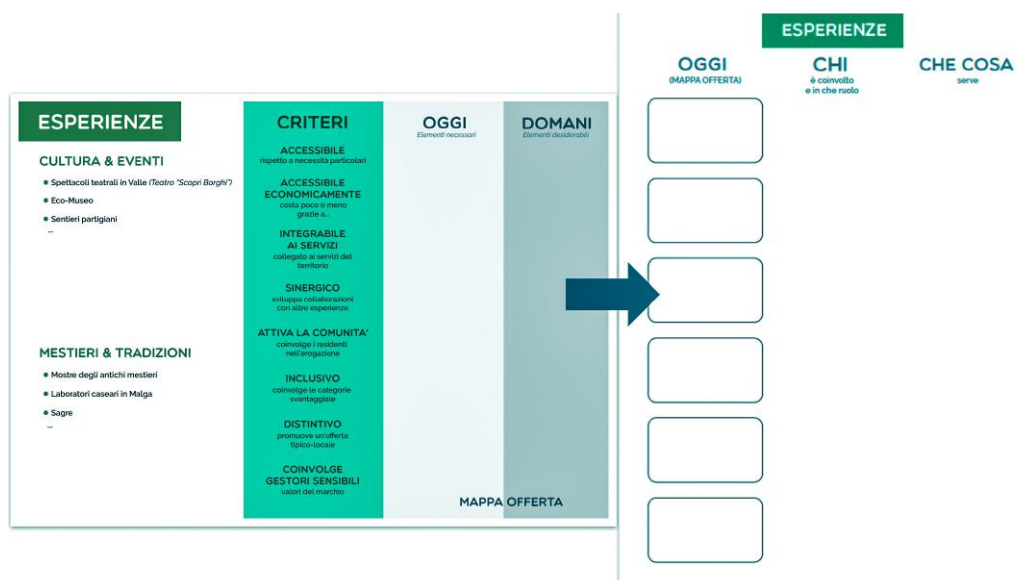 ESPERIENZE
CULTURA & EVENTI
Spettacoli teatrali in Valle (Teatro "Scopri Borghi")
Eco-Museo
Sentieri partigiani
...
MESTIERI & TRADIZIONI
Mostre degli antichi mestieri
Laboratori caseari in Malga
Sagre
...
CRITERI
ACCESSIBILE
rispetto a necessità particolari
ACCESSIBILE
ECONOMICAMENTE
costa poco o meno
grazie a...
INTEGRABILE
AI SERVIZI
collegato ai servizi del
territorio
SINERGICO
sviluppa collaborazioni
con altre esperienze
ATTIVA LA COMUNITA'
coinvolge i residenti
nell'erogazione
INCLUSIVO
coinvolge le categorie
svantaggiate
DISTINTIVO
promuove un'offerta
tipico-locale
COINVOLGE
GESTORI SENSIBILI
valori del marchio
OGGI
Elementi necessari
DOMANI
Elementi desiderabili
MAPPA OFFERTA
ESPERIENZE
OGGI
(MAPPA OFFERTA)
CHI
è coinvolto
e in che ruolo
CHE COSA
serve